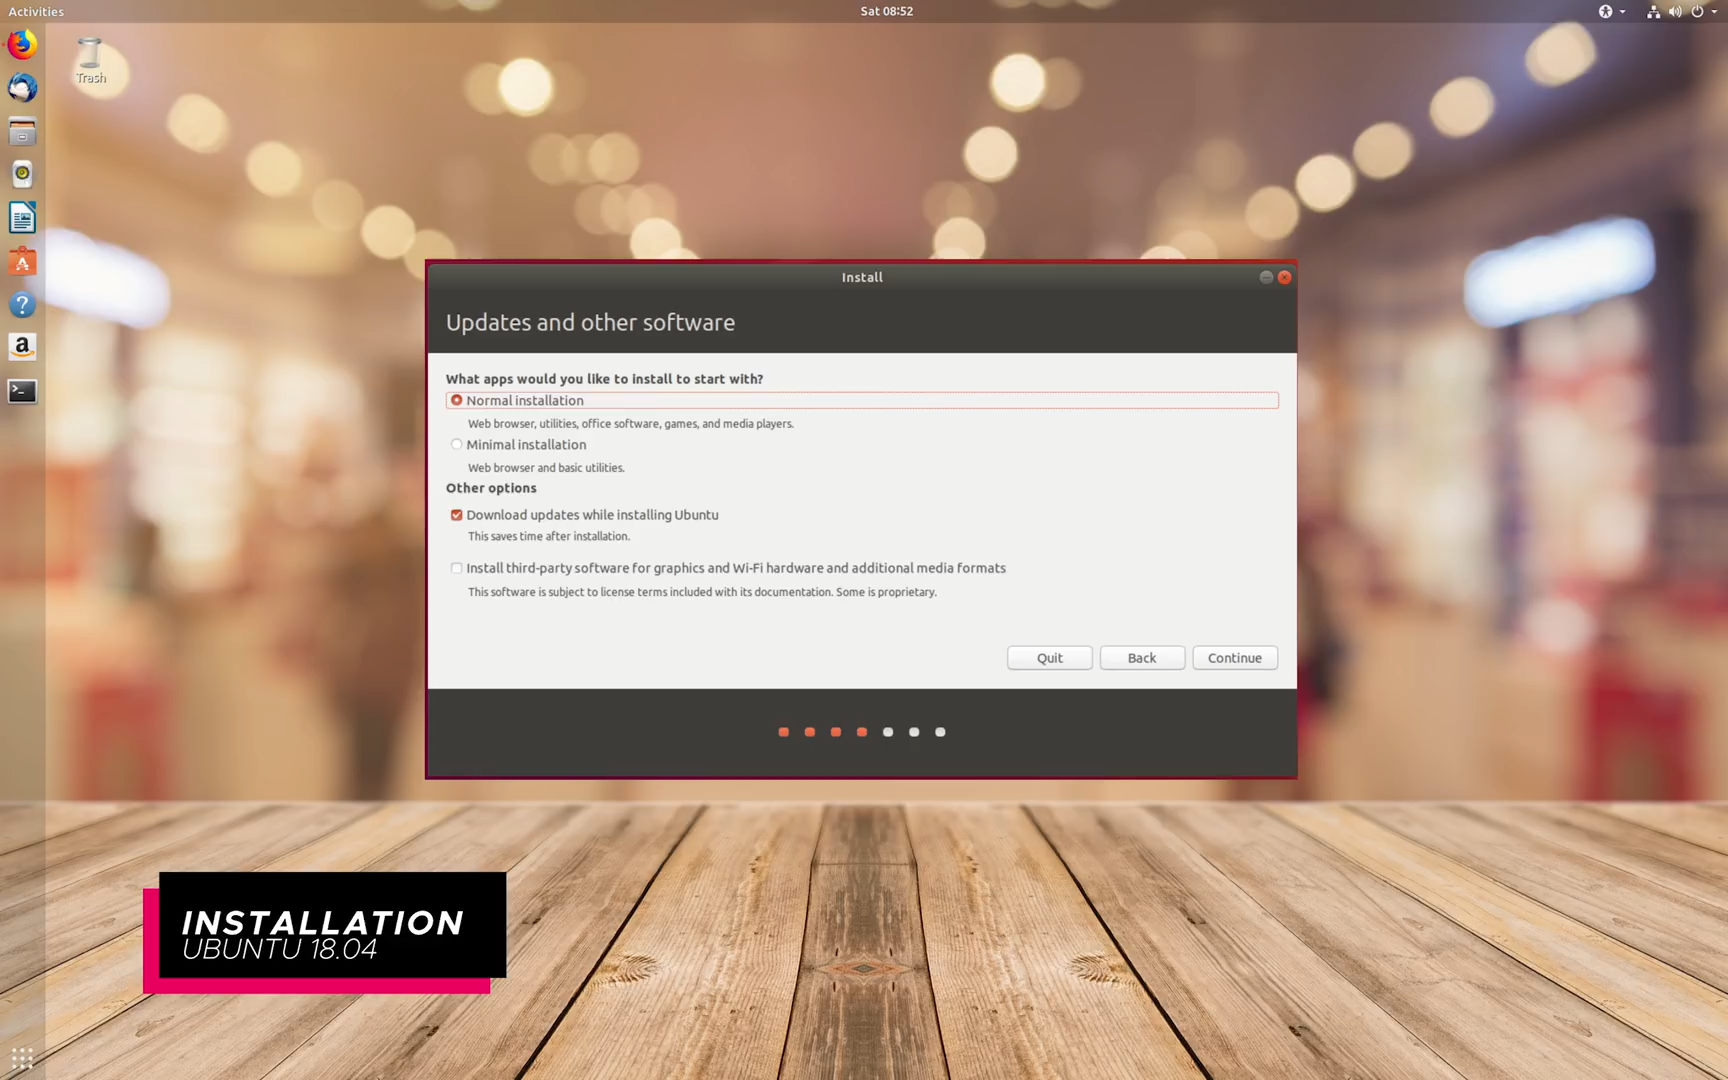 Activities
Sat 08:52
Trash
Install
Updates and other software
What apps would you like to install to start with?
Normal installation
Web browser, utilities, office software, games, and media players.
Minimal installation
Web browser and basic utilities.
Other options
Download updates while installing Ubuntu
This saves time after installation.
Install third-party software for graphics and Wi-Fi hardware and additional media formats
This software is subject to license terms included with its documentation. Some is proprietary.
Quit Back Continue
INSTALLATION
UBUNTU 18.04